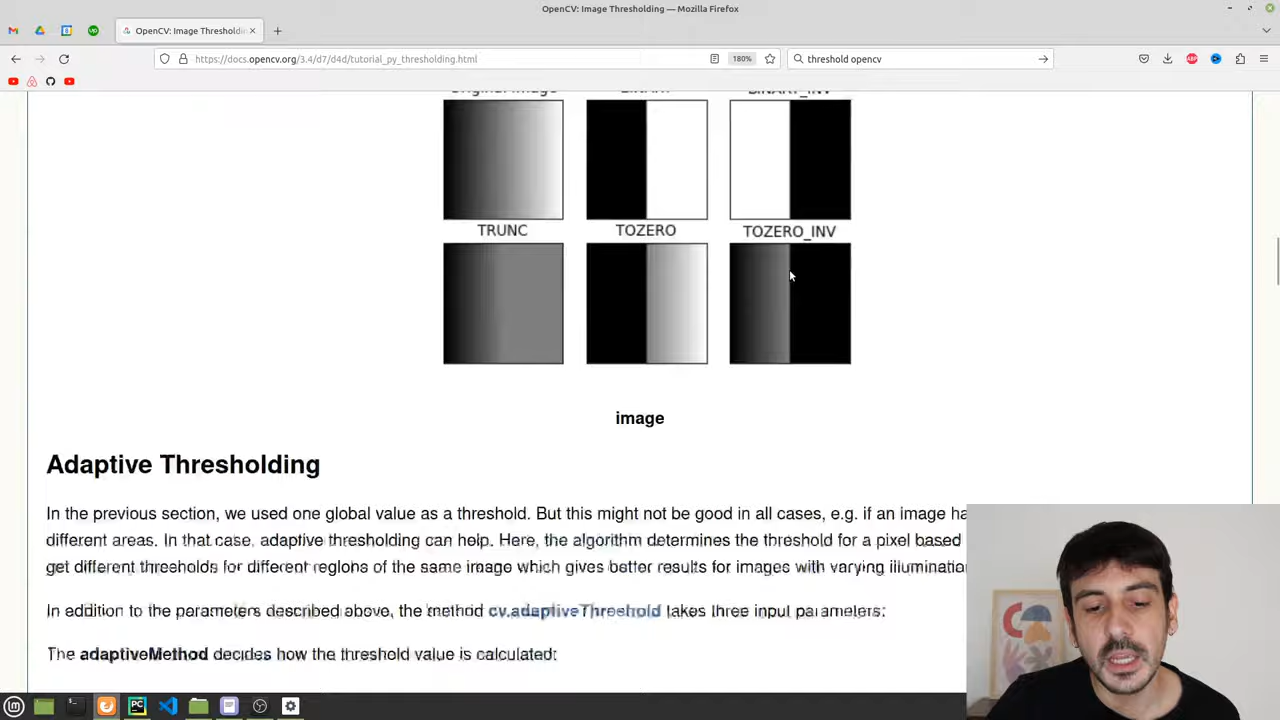 OpenCV: Image Thresholding — Mozilla Firefox
OpenCV: Image Thresholdin
https://docs.opencv.org/3.4/d7/d4d/tutorial_py_thresholding.html
180%
threshold opencv
Original Image BINARY BINARY_INV
TRUNC TOZERO TOZERO_INV
image
Adaptive Thresholding
In the previous section, we used one global value as a threshold. But this might not be good in all cases, e.g. if an image ha
different areas. In that case, adaptive thresholding can help. Here, the algorithm determines the threshold for a pixel based
get different thresholds for different regions of the same image which gives better results for images with varying illumination
In addition to the parameters described above, the method cv.adaptiveThreshold takes three input parameters:
The adaptiveMethod decides how the threshold value is calculated: